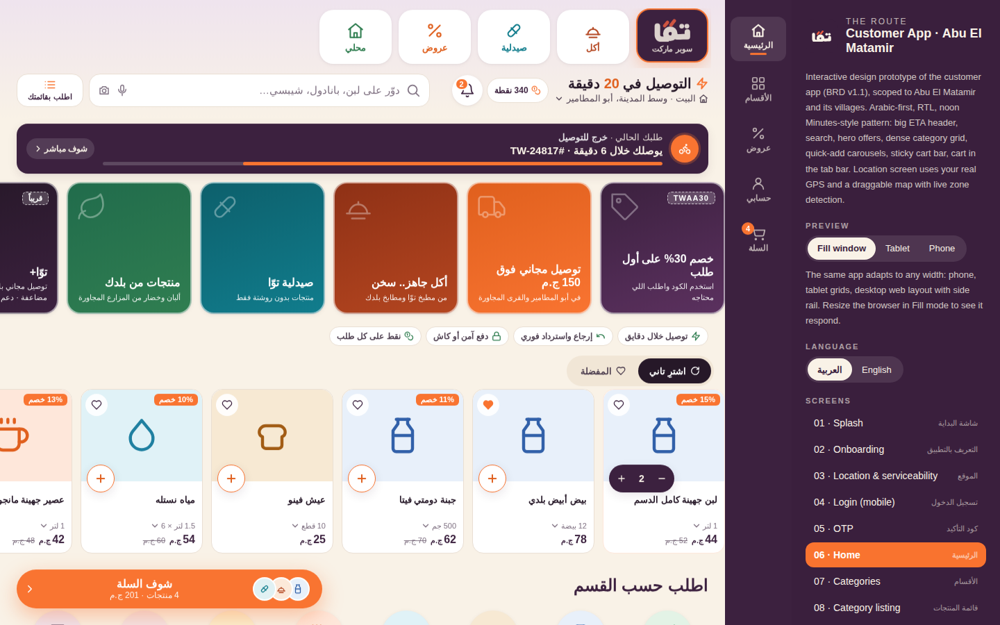 THE ROUTE
Customer App · Abu El
Matamir
تقا
Interactive design prototype of the customer
app (BRD v1.1), scoped to Abu El Matamir
and its villages. Arabic-first, RTL, noon
Minutes-style pattern: big ETA header,
search, hero offers, dense category grid,
quick-add carousels, sticky cart bar, cart in
the tab bar. Location screen uses your real
GPS and a draggable map with live zone
detection.
PREVIEW
Fill window
Tablet
Phone
The same app adapts to any width: phone,
tablet grids, desktop web layout with side
rail. Resize the browser in Fill mode to see it
respond.
LANGUAGE
العربية
English
SCREENS
01 · Splash
شاشة البداية
02 · Onboarding
التعريف بالتطبيق
03 · Location & serviceability
الموقع
04 · Login (mobile)
تسجيل الدخول
05 · OTP
كود التأكيد
06 · Home
الرئيسية
07 · Categories
الأقسام
08 · Category listing
قائمة المنتجات
الرئيسية
الأقسام
عروض
حسابي
4
السلة
تقا
سوبر ماركت
أكل
صيدلية
عروض
محلي
التوصيل في 20 دقيقة
البيت · وسط المدينة، أبو المطامير
340 نقطة
2
دوّر على لبن، بانادول، شيبسي…
اطلب بقائمتك
طلبك الحالي · خرج للتوصيل
يوصلك خلال 6 دقيقة · #TW-24817
شوف مباشر
TWAA30
خصم 30% على أول
طلب
استخدم الكود واطلب اللي
محتاجه
توصيل مجاني فوق
150 ج.م
في أبو المطامير والقرى المجاورة
أكل جاهز.. سخن
من مطبخ توّا ومطابخ بلدك
صيدلية توّا
منتجات بدون روشتة فقط
منتجات من بلدك
ألبان وخضار من المزارع المجاورة
قريباً
توّا+
توصيل مجاني
مضاعفة · دعم
توصيل خلال دقايق
إرجاع واسترداد فوري
دفع آمن أو كاش
نقط على كل طلب
اشترِ تاني
المفضلة
15% خصم
2
لبن جهينة كامل الدسم
1 لتر
44 ج.م 52 ج.م
بيض أبيض بلدي
12 بيضة
78 ج.م
11% خصم
جبنة دومتي فيتا
500 جم
62 ج.م 70 ج.م
عيش فينو
10 قطع
25 ج.م
10% خصم
مياه نستله
1.5 لتر × 6
54 ج.م 60 ج.م
13% خصم
عصير جهينة مانجو
1 لتر
42 ج.م 48 ج.م
اطلب حسب القسم
شوف السلة
4 منتجات · 201 ج.م